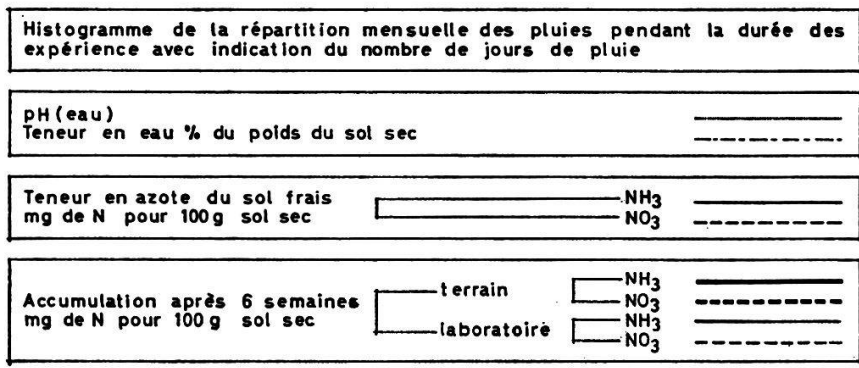 Histogramme de la répartition mensuelle des pluies pendant la durée des
expérience avec indication du nombre de jours de pluie
pH (eau)
Teneur en eau % du poids du sol sec
Teneur en azote du sol frais
mg de N pour 100g sol sec
NH3
NO3
Accumulation après 6 semaines
mg de N pour 100g sol sec
terrain
NH3
NO3
laboratoire
NH3
NO3